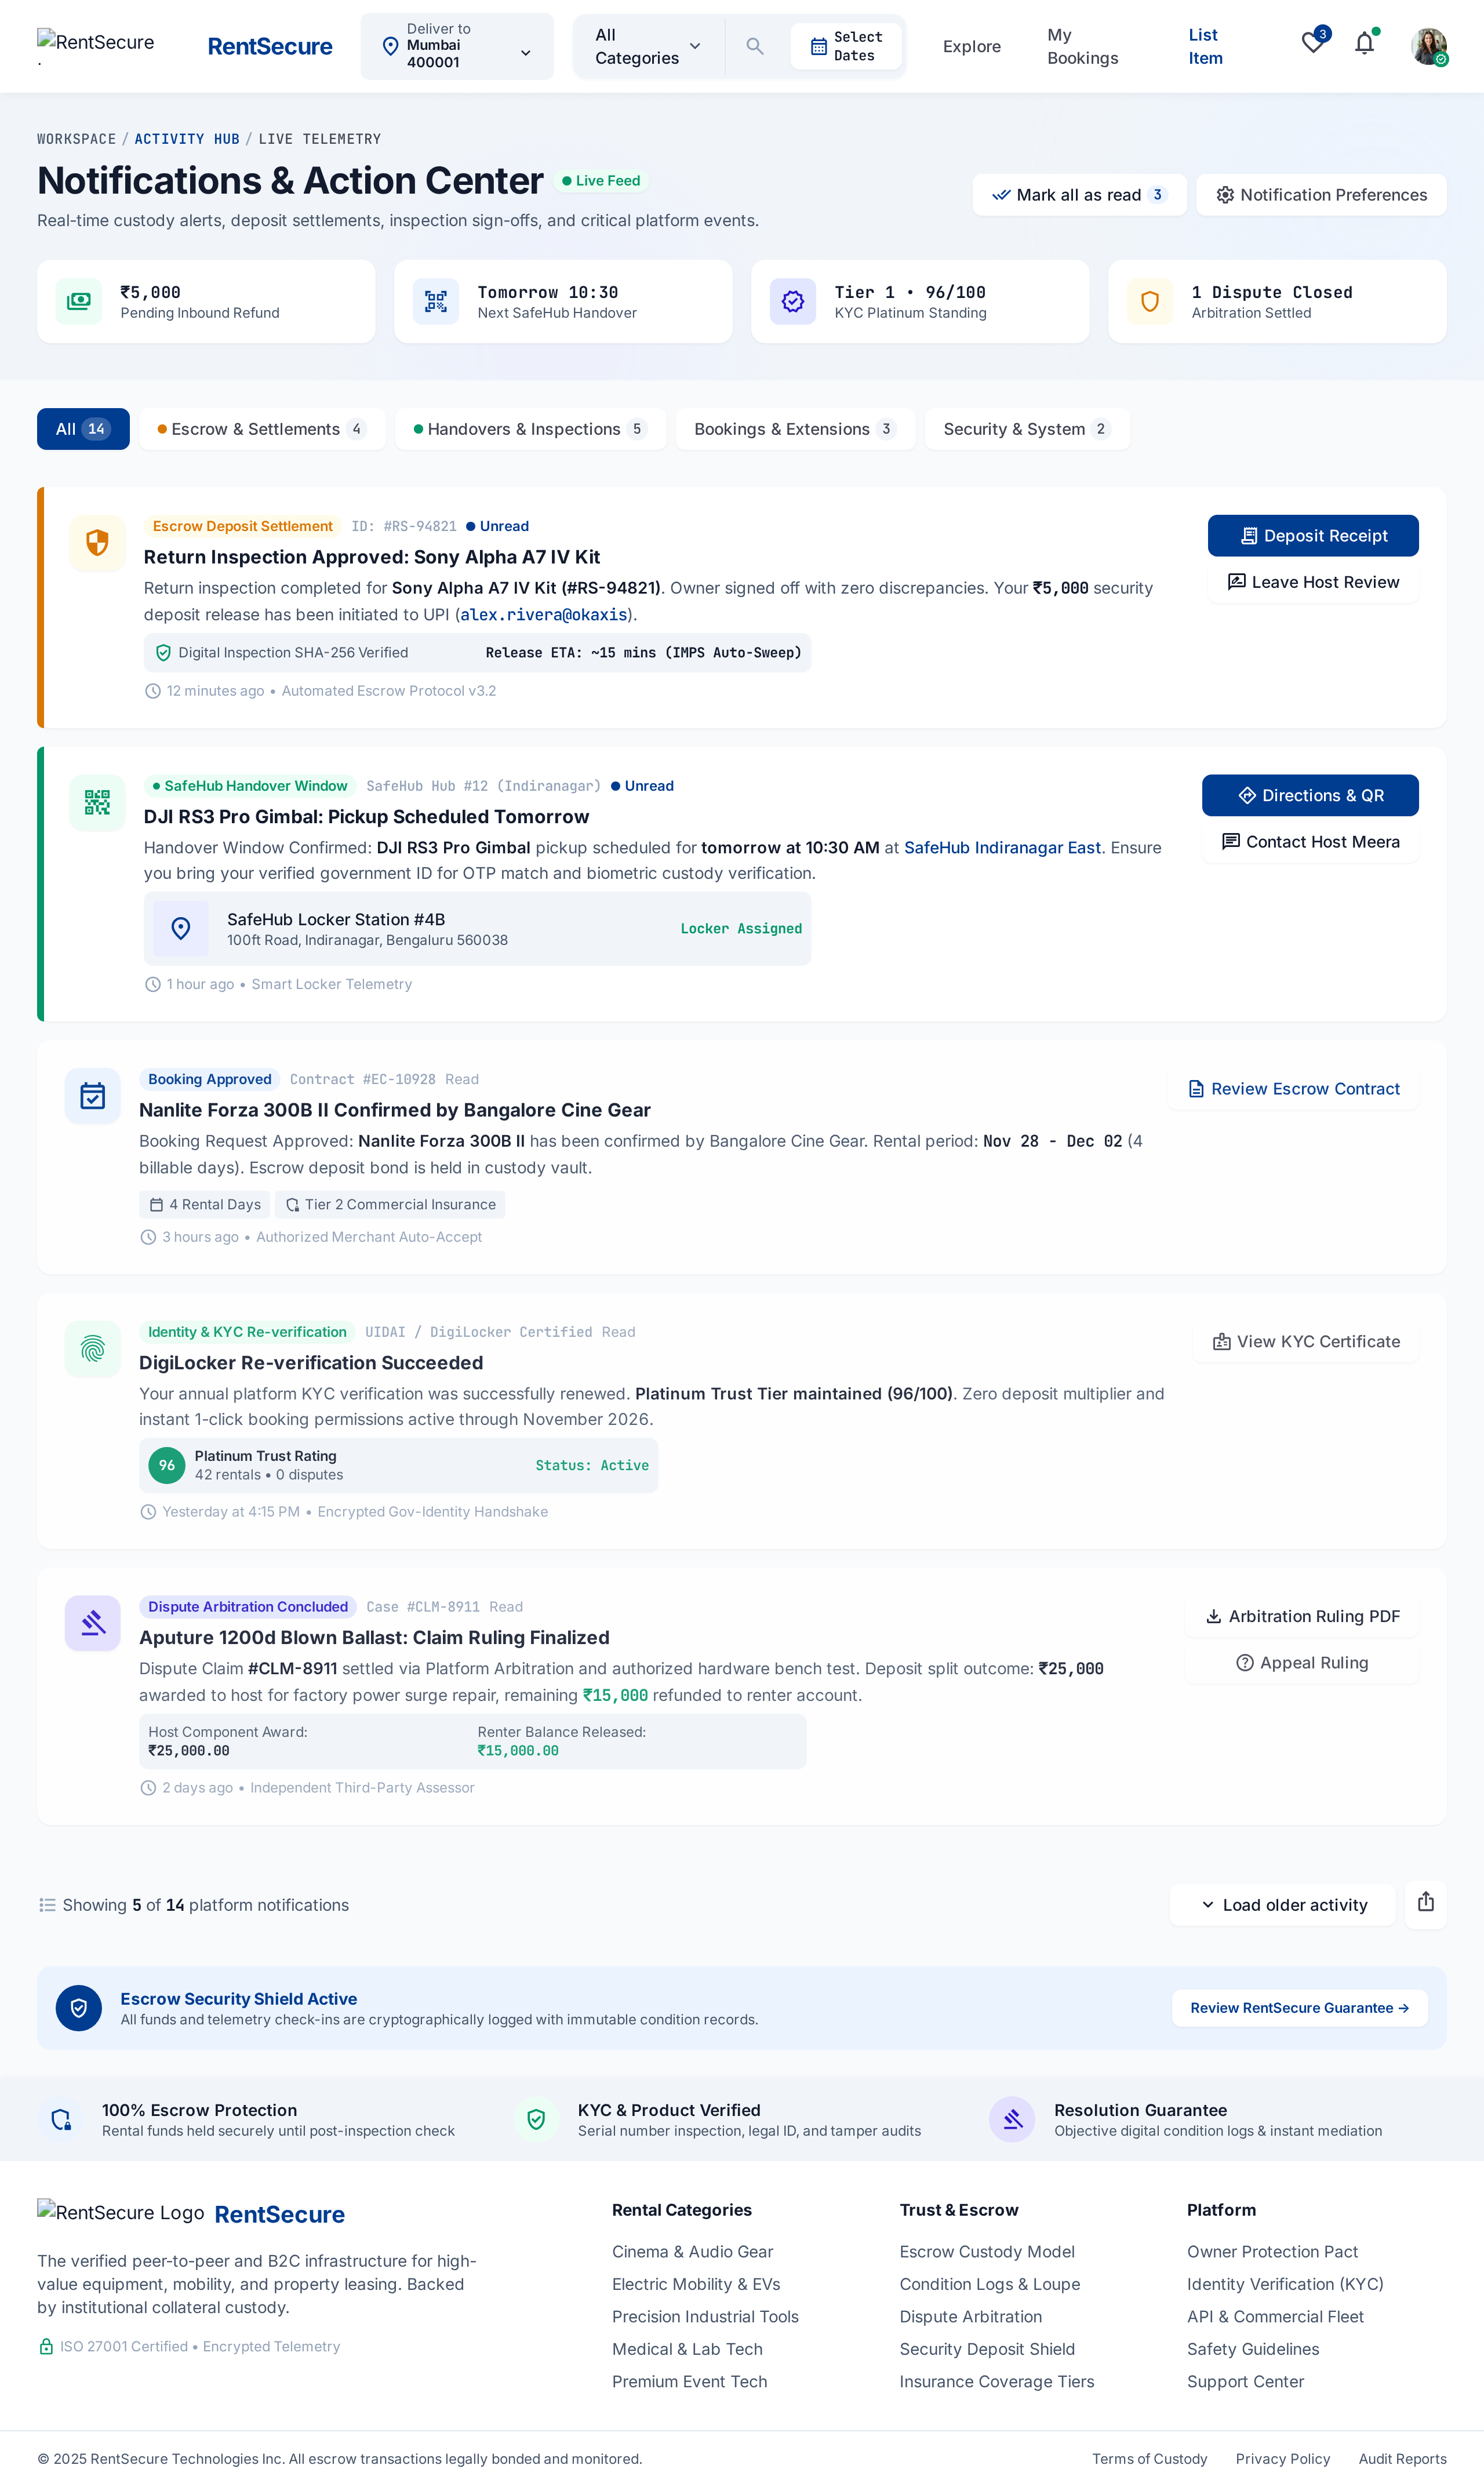 RentSecure
RentSecure
Deliver to
Mumbai
400001
All
Categories
Select
Dates
Explore
My
Bookings
List
Item
3
WORKSPACE / ACTIVITY HUB / LIVE TELEMETRY
Notifications & Action Center
Live Feed
Real-time custody alerts, deposit settlements, inspection sign-offs, and critical platform events.
Mark all as read 3
Notification Preferences
₹5,000
Pending Inbound Refund
Tomorrow 10:30
Next SafeHub Handover
Tier 1 • 96/100
KYC Platinum Standing
1 Dispute Closed
Arbitration Settled
All 14
Escrow & Settlements 4
Handovers & Inspections 5
Bookings & Extensions 3
Security & System 2
Escrow Deposit Settlement ID: #RS-94821 Unread
Return Inspection Approved: Sony Alpha A7 IV Kit
Return inspection completed for Sony Alpha A7 IV Kit (#RS-94821). Owner signed off with zero discrepancies. Your ₹5,000 security
deposit release has been initiated to UPI (alex.rivera@okaxis).
Digital Inspection SHA-256 Verified Release ETA: ~15 mins (IMPS Auto-Sweep)
12 minutes ago • Automated Escrow Protocol v3.2
Deposit Receipt
Leave Host Review
SafeHub Handover Window SafeHub Hub #12 (Indiranagar) Unread
DJI RS3 Pro Gimbal: Pickup Scheduled Tomorrow
Handover Window Confirmed: DJI RS3 Pro Gimbal pickup scheduled for tomorrow at 10:30 AM at SafeHub Indiranagar East. Ensure
you bring your verified government ID for OTP match and biometric custody verification.
SafeHub Locker Station #4B
100ft Road, Indiranagar, Bengaluru 560038
Locker Assigned
1 hour ago • Smart Locker Telemetry
Directions & QR
Contact Host Meera
Booking Approved Contract #EC-10928 Read
Nanlite Forza 300B II Confirmed by Bangalore Cine Gear
Booking Request Approved: Nanlite Forza 300B II has been confirmed by Bangalore Cine Gear. Rental period: Nov 28 - Dec 02 (4
billable days). Escrow deposit bond is held in custody vault.
4 Rental Days Tier 2 Commercial Insurance
3 hours ago • Authorized Merchant Auto-Accept
Review Escrow Contract
Identity & KYC Re-verification UIDAI / DigiLocker Certified Read
DigiLocker Re-verification Succeeded
Your annual platform KYC verification was successfully renewed. Platinum Trust Tier maintained (96/100). Zero deposit multiplier and
instant 1-click booking permissions active through November 2026.
96
Platinum Trust Rating
42 rentals • 0 disputes
Status: Active
Yesterday at 4:15 PM • Encrypted Gov-Identity Handshake
View KYC Certificate
Dispute Arbitration Concluded Case #CLM-8911 Read
Aputure 1200d Blown Ballast: Claim Ruling Finalized
Dispute Claim #CLM-8911 settled via Platform Arbitration and authorized hardware bench test. Deposit split outcome: ₹25,000
awarded to host for factory power surge repair, remaining ₹15,000 refunded to renter account.
Host Component Award:
₹25,000.00
Renter Balance Released:
₹15,000.00
2 days ago • Independent Third-Party Assessor
Arbitration Ruling PDF
Appeal Ruling
Showing 5 of 14 platform notifications
Load older activity
Escrow Security Shield Active
All funds and telemetry check-ins are cryptographically logged with immutable condition records.
Review RentSecure Guarantee →
100% Escrow Protection
Rental funds held securely until post-inspection check
KYC & Product Verified
Serial number inspection, legal ID, and tamper audits
Resolution Guarantee
Objective digital condition logs & instant mediation
RentSecure Logo RentSecure
The verified peer-to-peer and B2C infrastructure for high-
value equipment, mobility, and property leasing. Backed
by institutional collateral custody.
ISO 27001 Certified • Encrypted Telemetry
Rental Categories
Cinema & Audio Gear
Electric Mobility & EVs
Precision Industrial Tools
Medical & Lab Tech
Premium Event Tech
Trust & Escrow
Escrow Custody Model
Condition Logs & Loupe
Dispute Arbitration
Security Deposit Shield
Insurance Coverage Tiers
Platform
Owner Protection Pact
Identity Verification (KYC)
API & Commercial Fleet
Safety Guidelines
Support Center
© 2025 RentSecure Technologies Inc. All escrow transactions legally bonded and monitored.
Terms of Custody
Privacy Policy
Audit Reports